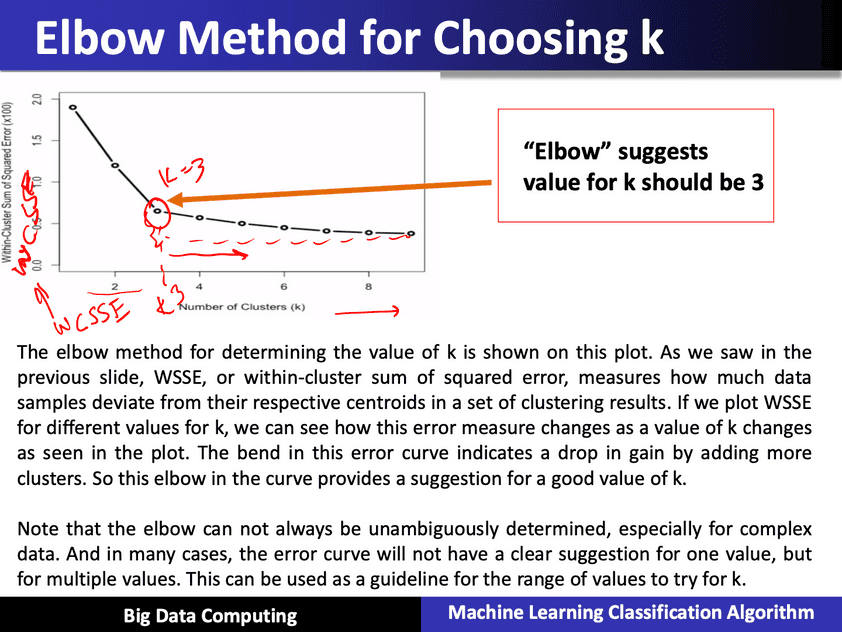 Elbow Method for Choosing k
Within-Cluster Sum of Squared Error (x100)
2.0
1.5
1.0
0.5
0.0
K=3
2
4
6
8
Number of Clusters (k)
WCSSE
WCSSE
3
“Elbow” suggests
value for k should be 3
The elbow method for determining the value of k is shown on this plot. As we saw in the
previous slide, WSSE, or within-cluster sum of squared error, measures how much data
samples deviate from their respective centroids in a set of clustering results. If we plot WSSE
for different values for k, we can see how this error measure changes as a value of k changes
as seen in the plot. The bend in this error curve indicates a drop in gain by adding more
clusters. So this elbow in the curve provides a suggestion for a good value of k.
Note that the elbow can not always be unambiguously determined, especially for complex
data. And in many cases, the error curve will not have a clear suggestion for one value, but
for multiple values. This can be used as a guideline for the range of values to try for k.
Big Data Computing
Machine Learning Classification Algorithm